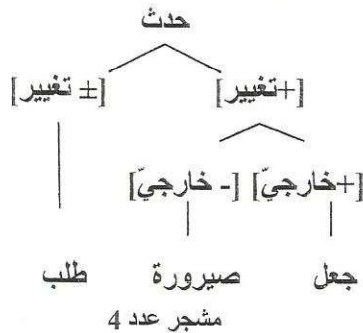 حدث
[+تغيير] [± تغيير]
[+خارجيّ] [- خارجيّ]
جعل صيرورة طلب
مشجر عدد 4